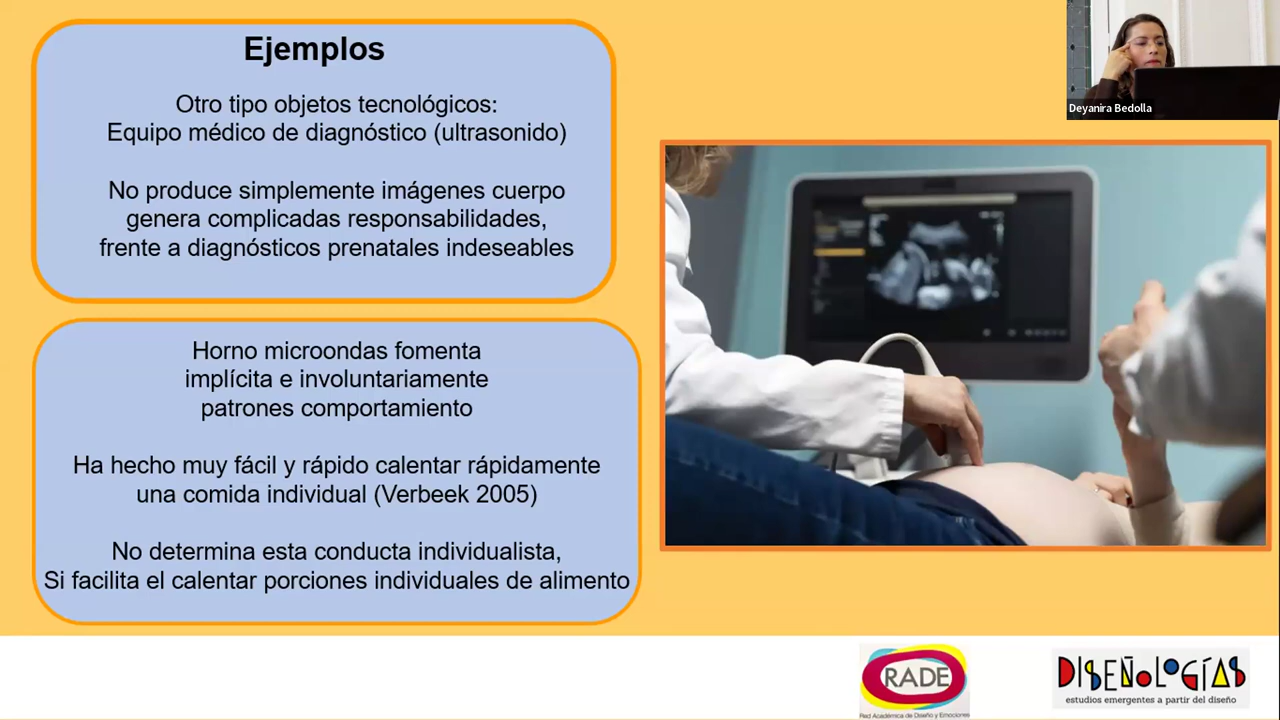 Ejemplos
Otro tipo objetos tecnológicos:
Equipo médico de diagnóstico (ultrasonido)
No produce simplemente imágenes cuerpo
genera complicadas responsabilidades,
frente a diagnósticos prenatales indeseables
Horno microondas fomenta
implícita e involuntariamente
patrones comportamiento
Ha hecho muy fácil y rápido calentar rápidamente
una comida individual (Verbeek 2005)
No determina esta conducta individualista,
Si facilita el calentar porciones individuales de alimento
Deyanira Bedolla
RADE
Red Académica de Diseño y Emociones
DISEÑOLOGÍAS
estudios emergentes a partir del diseño